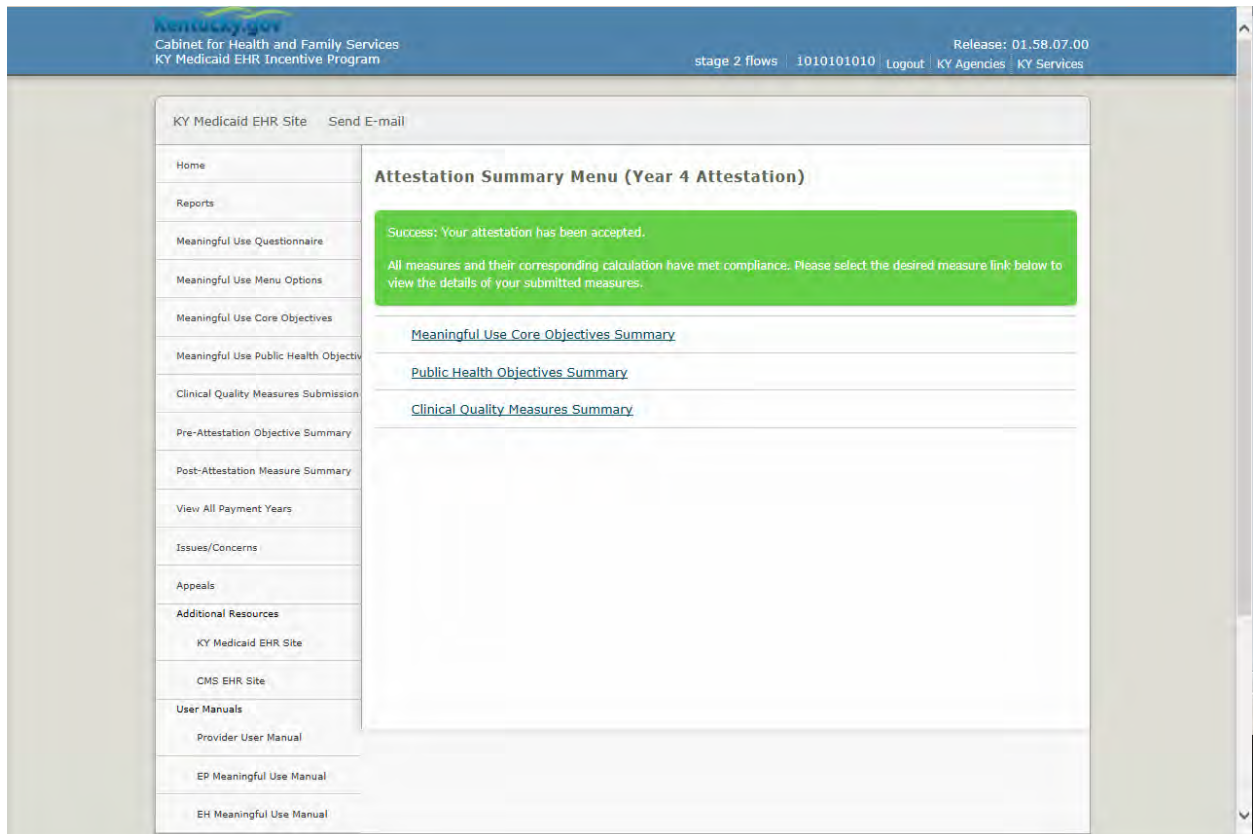 Kentucky.gov
Cabinet for Health and Family Services
KY Medicaid EHR Incentive Program
Release: 01.58.07.00
stage 2 flows 1010101010 Logout KY Agencies KY Services
KY Medicaid EHR Site Send E-mail
Home
Reports
Meaningful Use Questionnaire
Meaningful Use Menu Options
Meaningful Use Core Objectives
Meaningful Use Public Health Objectiv
Clinical Quality Measures Submission
Pre-Attestation Objective Summary
Post-Attestation Measure Summary
View All Payment Years
Issues/Concerns
Appeals
Additional Resources
KY Medicaid EHR Site
CMS EHR Site
User Manuals
Provider User Manual
EP Meaningful Use Manual
EH Meaningful Use Manual
Attestation Summary Menu (Year 4 Attestation)
Success: Your attestation has been accepted.
All measures and their corresponding calculation have met compliance. Please select the desired measure link below to
view the details of your submitted measures.
Meaningful Use Core Objectives Summary
Public Health Objectives Summary
Clinical Quality Measures Summary